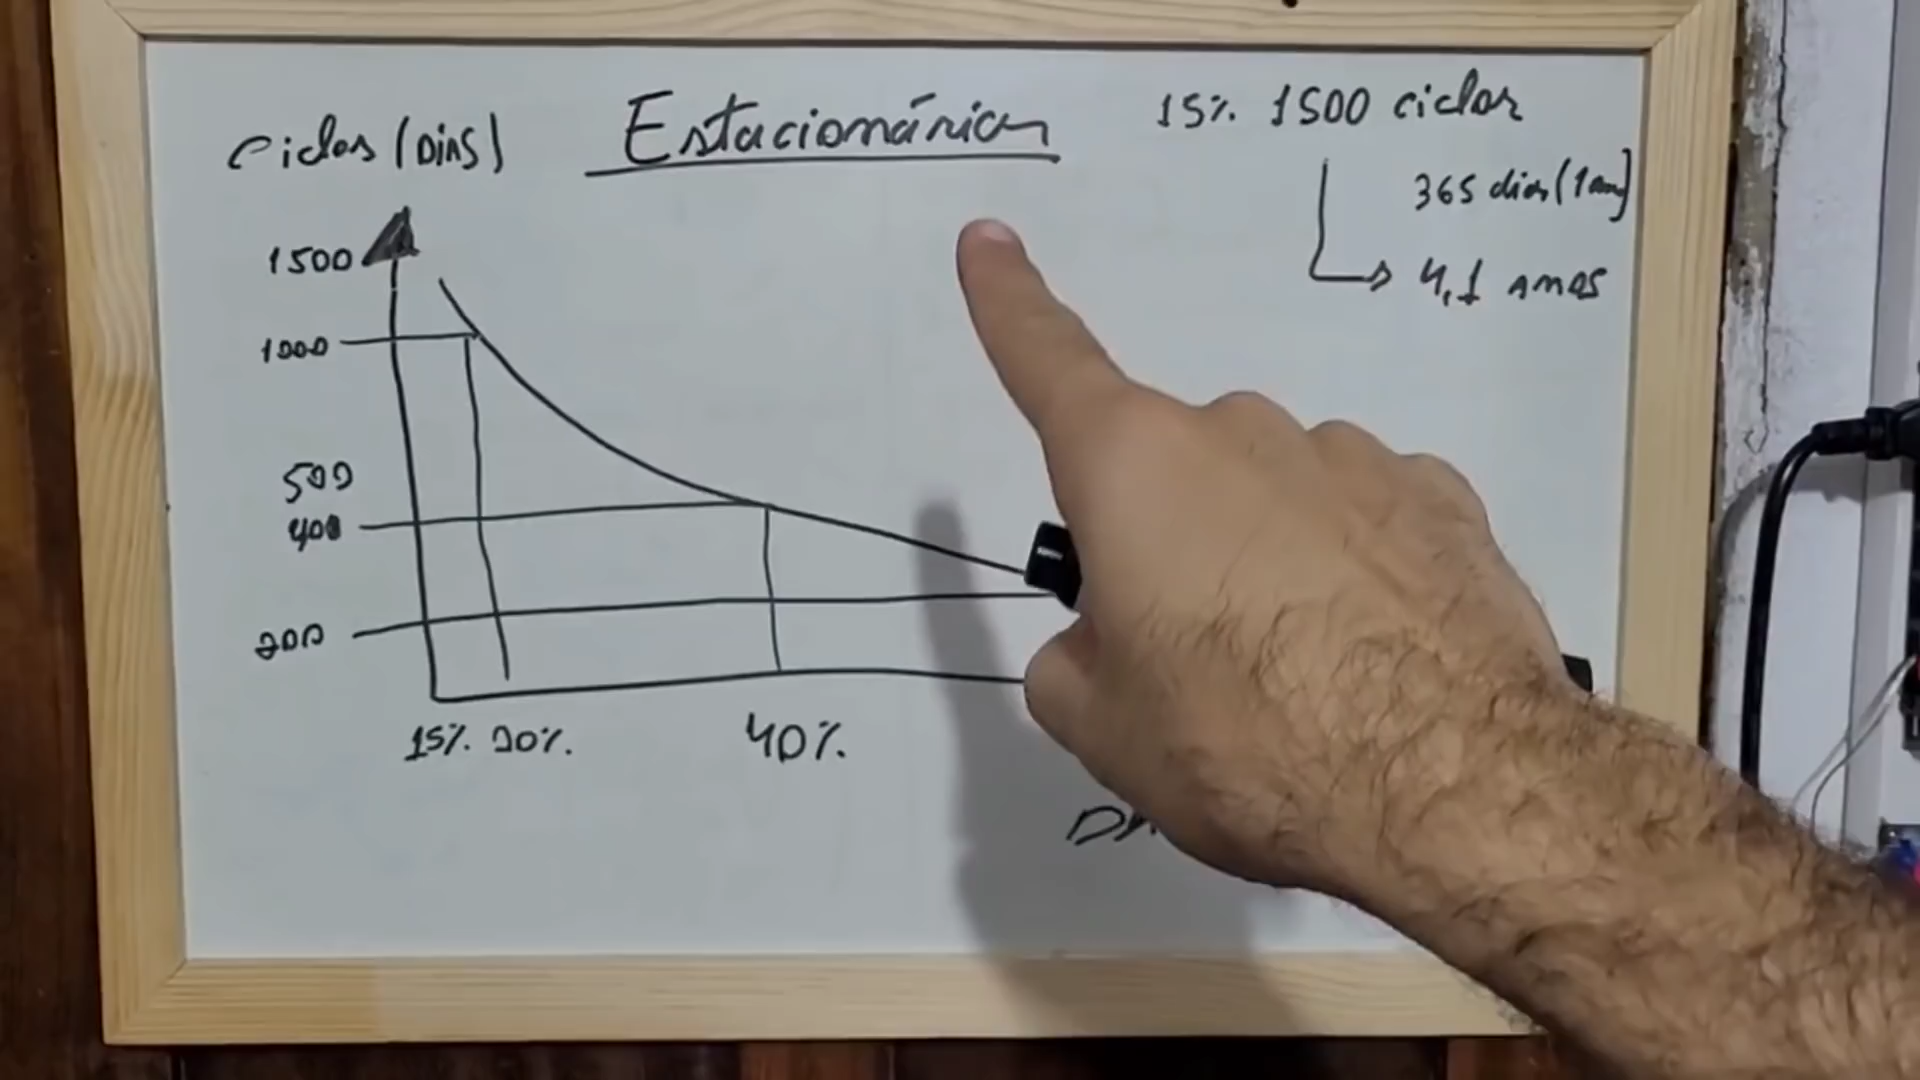 Estacionárica
Ciclos (DIAS)
15% 1500 ciclos
365 dias (1 ano)
4,1 anos
1500
1000
500
400
200
15% 20%
40%